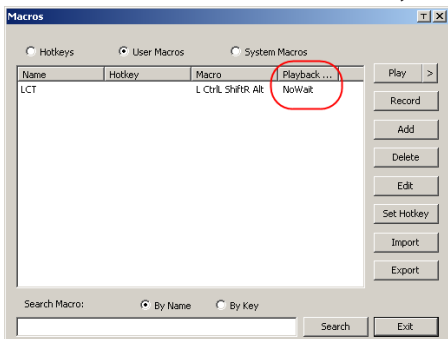 Macros
Hotkeys User Macros System Macros
Name Hotkey Macro Playback ...
LCT L CtrlL ShiftR Alt NoWait
Play >
Record
Add
Delete
Edit
Set Hotkey
Import
Export
Search Macro: By Name By Key
Search Exit